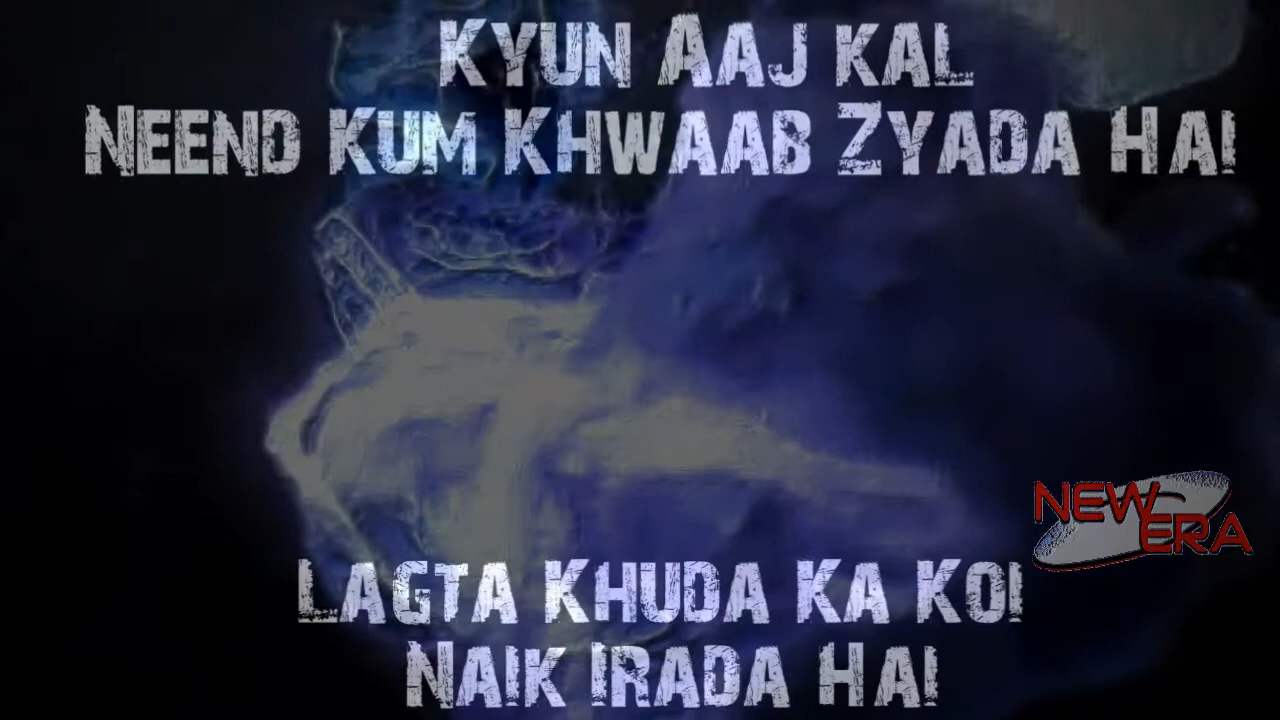 Kyun Aaj kal
Neend Kum Khwaab Zyada Hai
NEW
ERA
Lagta Khuda Ka Koi
Naik Irada Hai